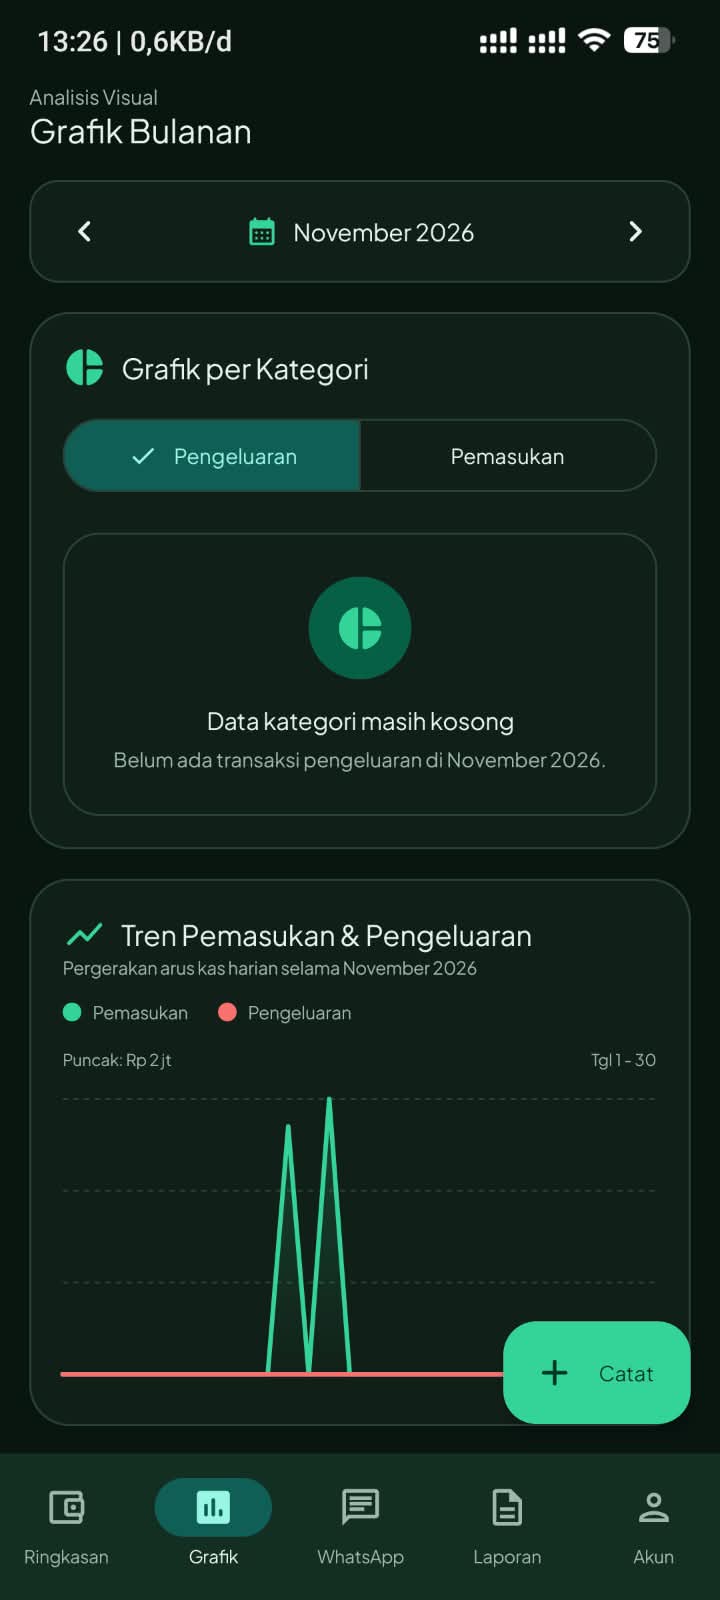 13:26 | 0,6KB/d
75
Analisis Visual
Grafik Bulanan
November 2026
Grafik per Kategori
Pengeluaran
Pemasukan
Data kategori masih kosong
Belum ada transaksi pengeluaran di November 2026.
Tren Pemasukan & Pengeluaran
Pergerakan arus kas harian selama November 2026
Pemasukan
Pengeluaran
Puncak: Rp 2 jt
Tgl 1 - 30
Catat
Ringkasan
Grafik
WhatsApp
Laporan
Akun